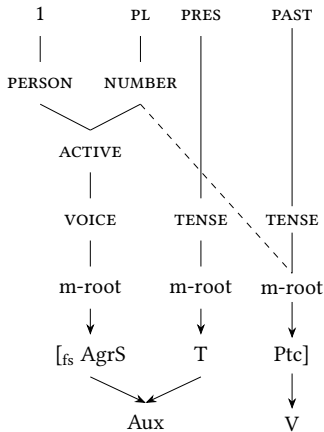 1 PL PRES PAST
PERSON NUMBER
ACTIVE
VOICE TENSE TENSE
m-root m-root m-root
[fs AgrS T Ptc]
Aux V